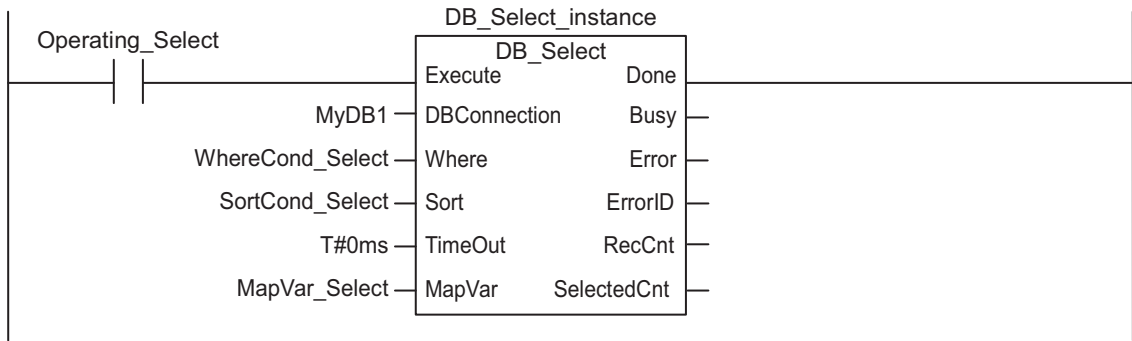 DB_Select_instance
Operating_Select
DB_Select
Execute Done
MyDB1 DBConnection Busy
WhereCond_Select Where Error
SortCond_Select Sort ErrorID
T#0ms TimeOut RecCnt
MapVar_Select MapVar SelectedCnt